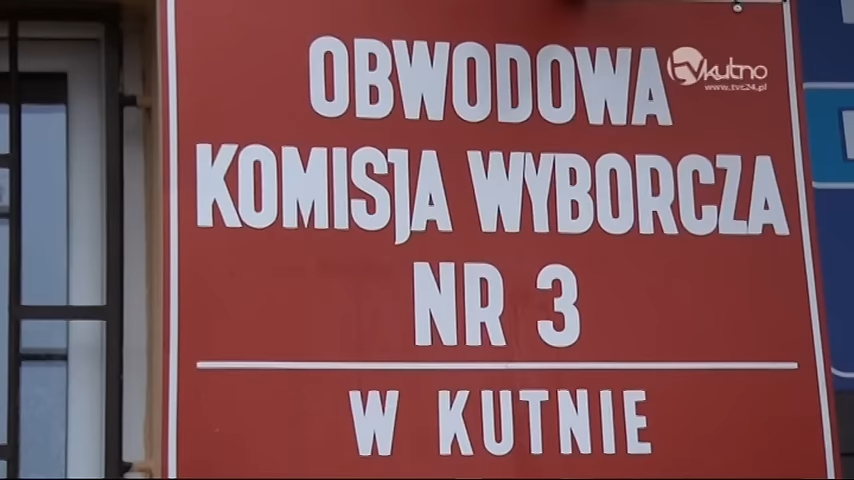 OBWODOWA
KOMISJA WYBORCZA
NR 3
W KUTNIE
tvkutno
www.tvc24.pl